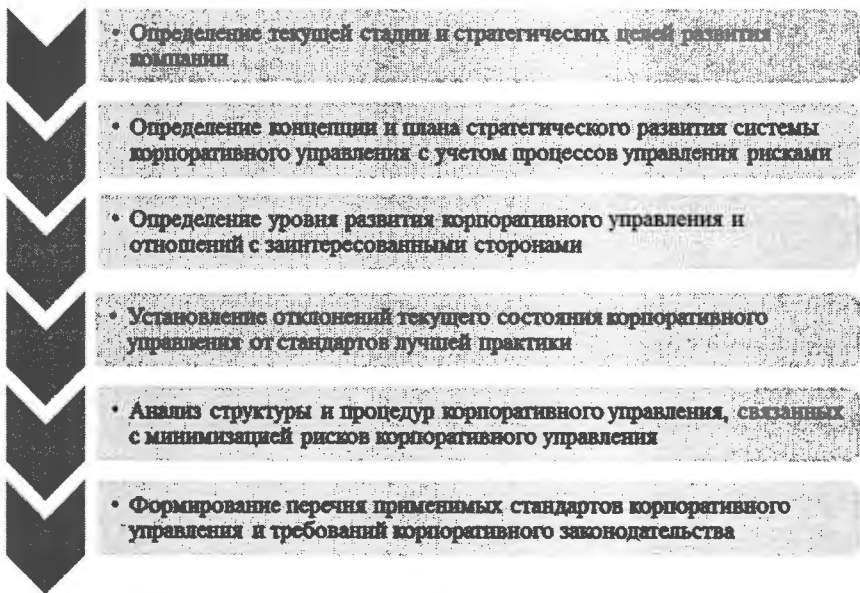 • Определение текущей стадии и стратегических целей развития
компании
• Определение концепции и плана стратегического развития системы
корпоративного управления с учетом процессов управления рисками
• Определение уровня развития корпоративного управления и
отношений с заинтересованными сторонами
• Установление отклонений текущего состояния корпоративного
управления от стандартов лучшей практики
• Анализ структуры и процедур корпоративного управления, связанных
с минимизацией рисков корпоративного управления
• Формирование перечня применимых стандартов корпоративного
управления и требований корпоративного законодательства